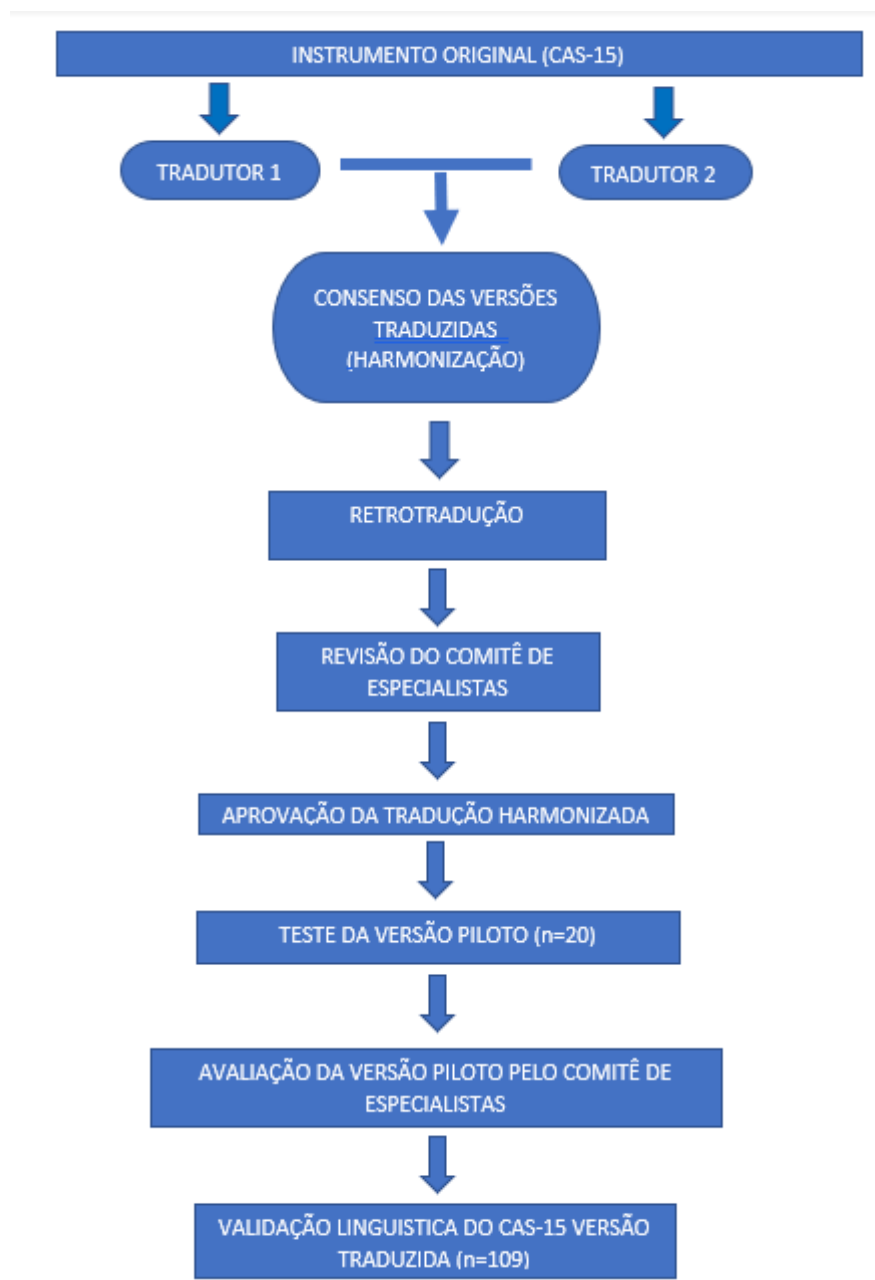 INSTRUMENTO ORIGINAL (CAS-15)
TRADUTOR 1
TRADUTOR 2
CONSENSO DAS VERSÕES
TRADUZIDAS
(HARMONIZAÇÃO)
RETROTRADUÇÃO
REVISÃO DO COMITÊ DE
ESPECIALISTAS
APROVAÇÃO DA TRADUÇÃO HARMONIZADA
TESTE DA VERSÃO PILOTO (n=20)
AVALIAÇÃO DA VERSÃO PILOTO PELO COMITÊ DE
ESPECIALISTAS
VALIDAÇÃO LINGUISTICA DO CAS-15 VERSÃO
TRADUZIDA (n=109)